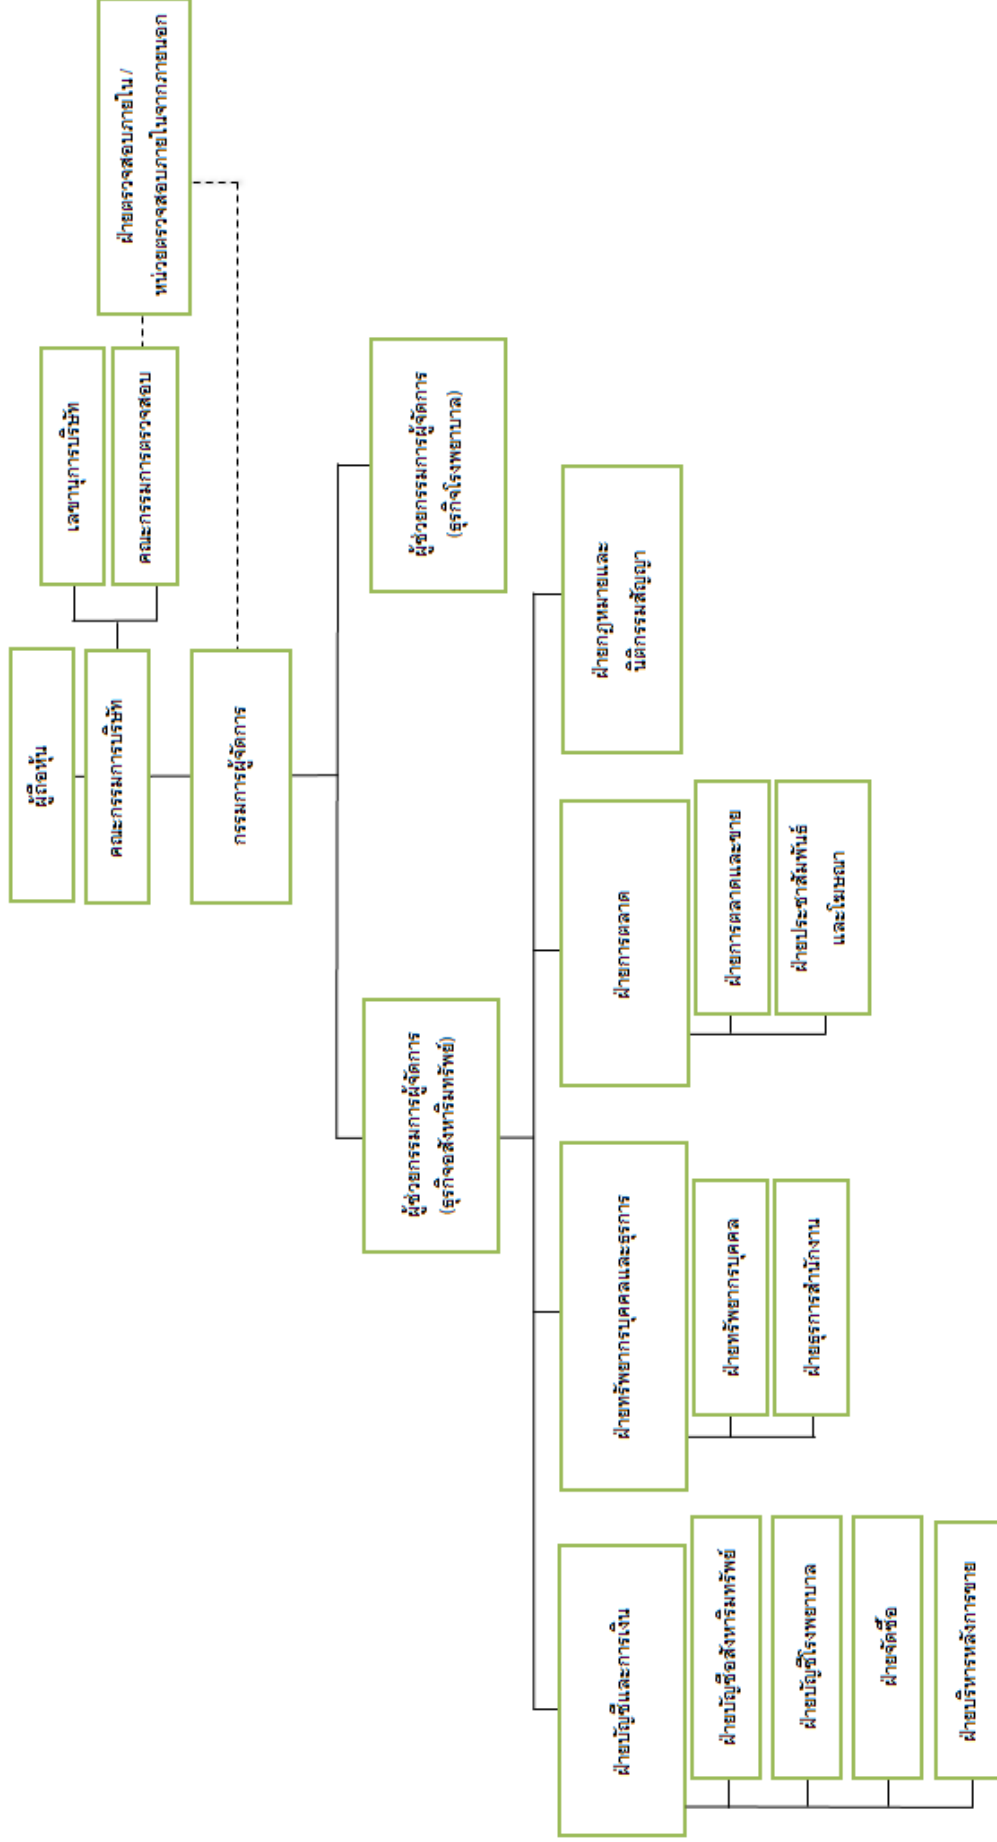 ผู้ถือหุ้น
คณะกรรมการบริษัท
เลขานุการบริษัท
คณะกรรมการตรวจสอบ
ฝ่ายตรวจสอบภายใน /
หน่วยตรวจสอบภายในจากภายนอก
กรรมการผู้จัดการ
ผู้ช่วยกรรมการผู้จัดการ
(ธุรกิจอสังหาริมทรัพย์)
ผู้ช่วยกรรมการผู้จัดการ
(ธุรกิจโรงพยาบาล)
ฝ่ายบัญชีและการเงิน
ฝ่ายบัญชีอสังหาริมทรัพย์
ฝ่ายบัญชีโรงพยาบาล
ฝ่ายจัดซื้อ
ฝ่ายบริหารหลังการขาย
ฝ่ายทรัพยากรบุคคลและธุรการ
ฝ่ายทรัพยากรบุคคล
ฝ่ายธุรการสำนักงาน
ฝ่ายการตลาด
ฝ่ายการตลาดและขาย
ฝ่ายประชาสัมพันธ์
และโฆษณา
ฝ่ายกฎหมายและ
นิติกรรมสัญญา